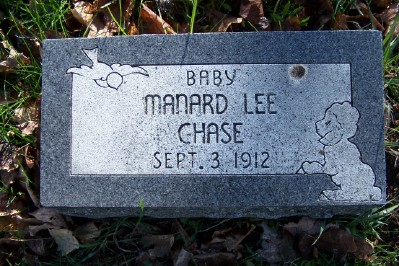 BABY
MANARD LEE
CHASE
SEPT. 3 1912